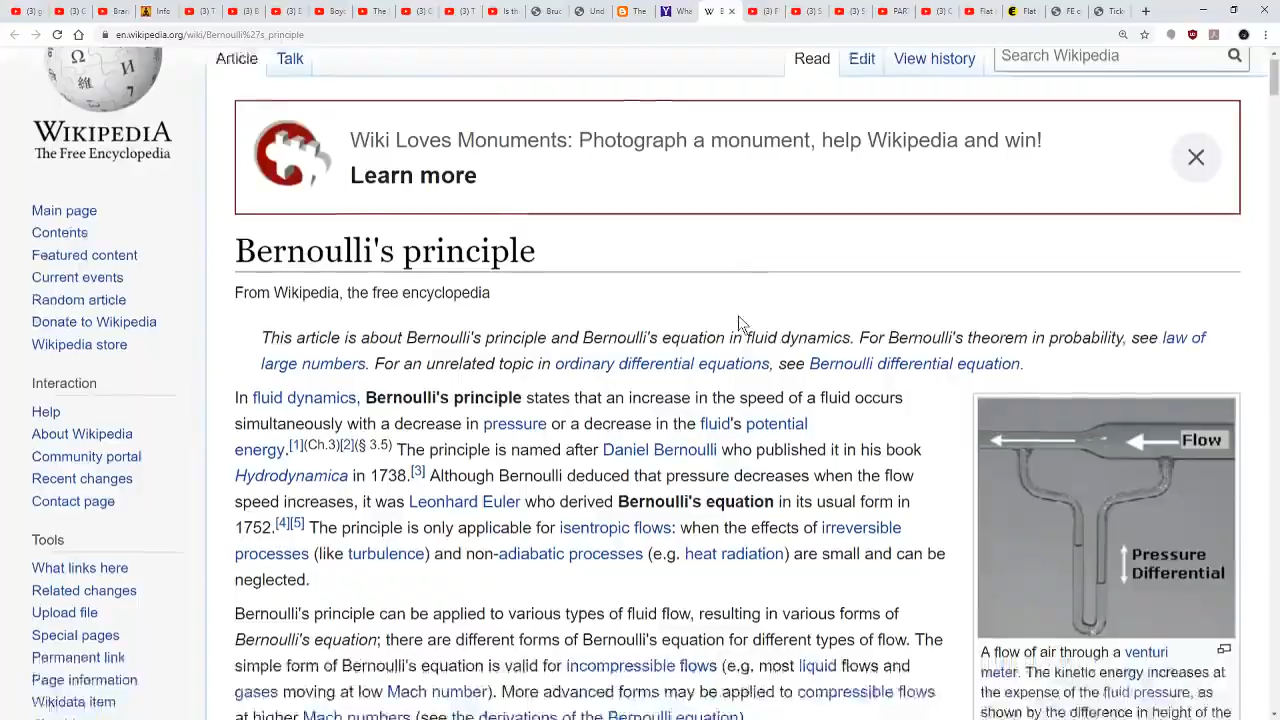 en.wikipedia.org/wiki/Bernoulli%27s_principle
Article Talk Read Edit View history Search Wikipedia
WIKIPEDIA
The Free Encyclopedia
Main page
Contents
Featured content
Current events
Random article
Donate to Wikipedia
Wikipedia store
Interaction
Help
About Wikipedia
Community portal
Recent changes
Contact page
Tools
What links here
Related changes
Upload file
Special pages
Permanent link
Page information
Wikidata item
Wiki Loves Monuments: Photograph a monument, help Wikipedia and win!
Learn more
Bernoulli's principle
From Wikipedia, the free encyclopedia
This article is about Bernoulli's principle and Bernoulli's equation in fluid dynamics. For Bernoulli's theorem in probability, see law of
large numbers. For an unrelated topic in ordinary differential equations, see Bernoulli differential equation.
In fluid dynamics, Bernoulli's principle states that an increase in the speed of a fluid occurs
simultaneously with a decrease in pressure or a decrease in the fluid's potential
energy.[1](Ch.3)[2](§ 3.5) The principle is named after Daniel Bernoulli who published it in his book
Hydrodynamica in 1738.[3] Although Bernoulli deduced that pressure decreases when the flow
speed increases, it was Leonhard Euler who derived Bernoulli's equation in its usual form in
1752.[4][5] The principle is only applicable for isentropic flows: when the effects of irreversible
processes (like turbulence) and non-adiabatic processes (e.g. heat radiation) are small and can be
neglected.
Bernoulli's principle can be applied to various types of fluid flow, resulting in various forms of
Bernoulli's equation; there are different forms of Bernoulli's equation for different types of flow. The
simple form of Bernoulli's equation is valid for incompressible flows (e.g. most liquid flows and
gases moving at low Mach number). More advanced forms may be applied to compressible flows
at higher Mach numbers (see the derivations of the Bernoulli equation).
Flow
Pressure
Differential
A flow of air through a venturi
meter. The kinetic energy increases at
the expense of the fluid pressure, as
shown by the difference in height of the